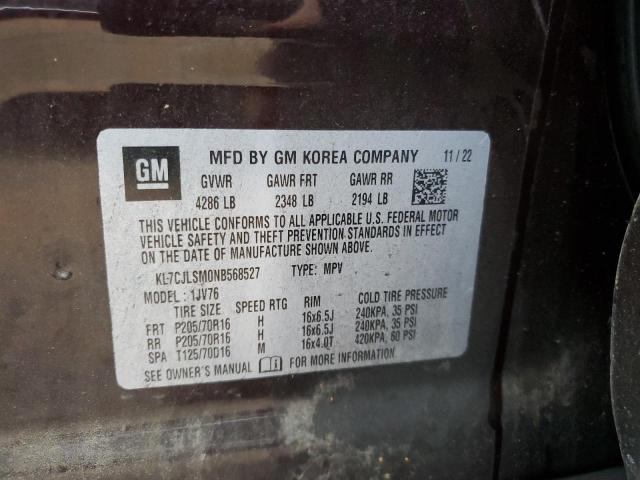 GM
MFD BY GM KOREA COMPANY 11 / 22
GVWR GAWR FRT GAWR RR
4286 LB 2348 LB 2194 LB
THIS VEHICLE CONFORMS TO ALL APPLICABLE U.S. FEDERAL MOTOR
VEHICLE SAFETY AND THEFT PREVENTION STANDARDS IN EFFECT
ON THE DATE OF MANUFACTURE SHOWN ABOVE.
KL7CJLSM0NB568527 TYPE: MPV
MODEL : 1JV76
TIRE SIZE SPEED RTG RIM COLD TIRE PRESSURE
FRT P205/70R16 H 16x6.5J 240KPA, 35 PSI
RR P205/70R16 H 16x6.5J 240KPA, 35 PSI
SPA T125/70D16 M 16x4.0T 420KPA, 60 PSI
SEE OWNER'S MANUAL FOR MORE INFORMATION.